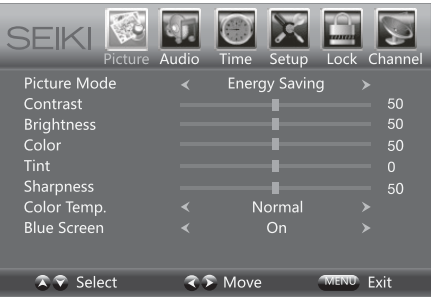 SEIKI
Picture Audio Time Setup Lock Channel
Picture Mode Energy Saving
Contrast 50
Brightness 50
Color 50
Tint 0
Sharpness 50
Color Temp. Normal
Blue Screen On
Select Move MENU Exit